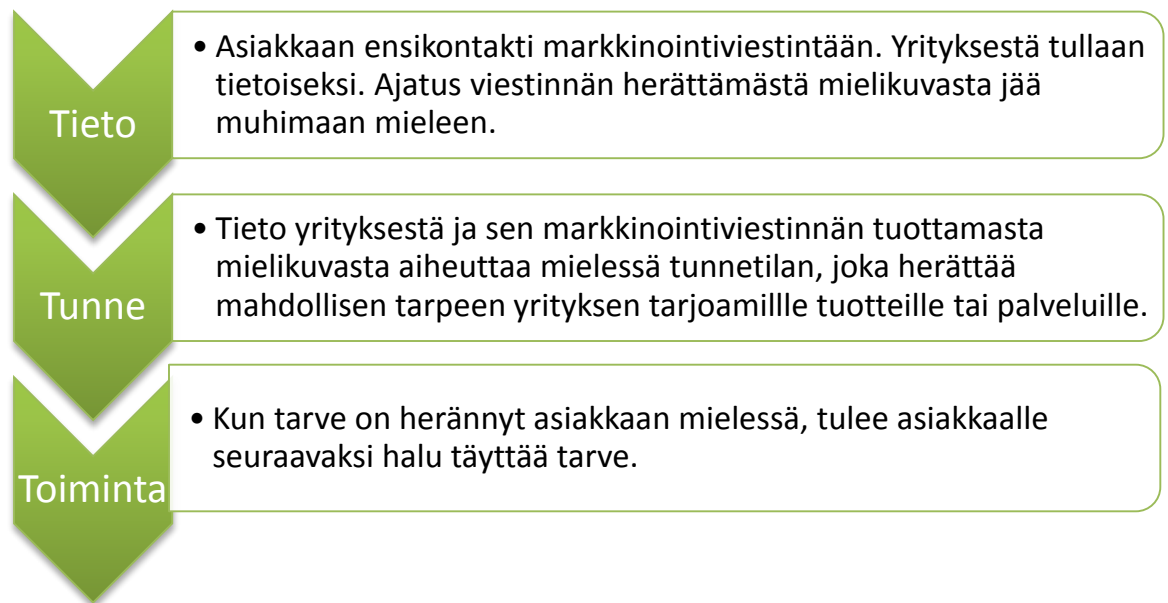 Tieto
• Asiakkaan ensikontakti markkinointiviestintään. Yrityksestä tullaan
tietoiseksi. Ajatus viestinnän herättämästä mielikuvasta jää
muhimaan mieleen.
Tunne
• Tieto yrityksestä ja sen markkinointiviestinnän tuottamasta
mielikuvasta aiheuttaa mielessä tunnetilan, joka herättää
mahdollisen tarpeen yrityksen tarjoamillle tuotteille tai palveluille.
Toiminta
• Kun tarve on herännyt asiakkaan mielessä, tulee asiakkaalle
seuraavaksi halu täyttää tarve.